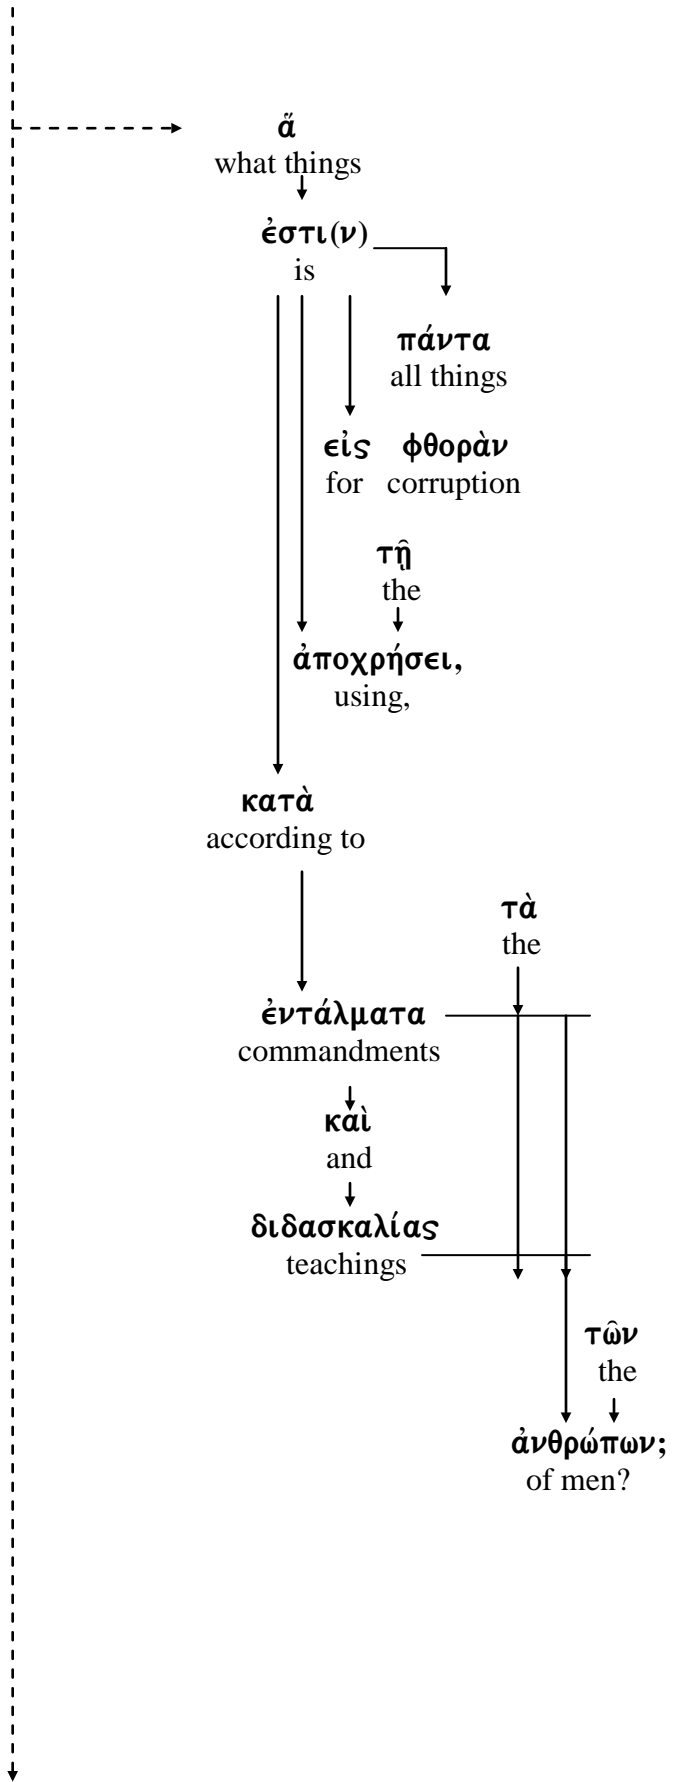 ἅ
what things
ἐστι(ν)
is
πάντα
all things
εἰς φθορὰν
for corruption
τῇ
the
ἀποχρήσει,
using,
κατὰ
according to
τὰ
the
ἐντάλματα
commandments
καὶ
and
διδασκαλίας
teachings
τῶν
the
ἀνθρώπων;
of men?